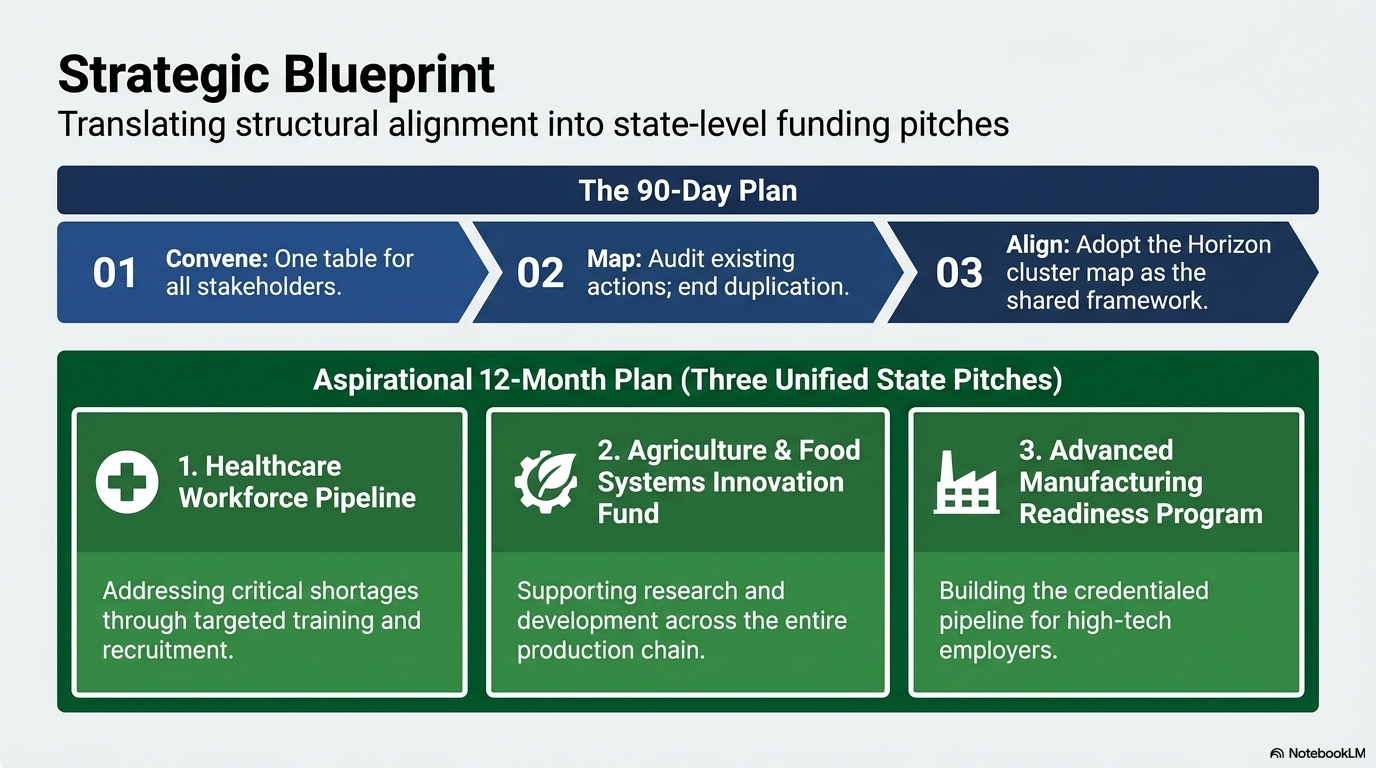 Strategic Blueprint
Translating structural alignment into state-level funding pitches
The 90-Day Plan
01
Convene: One table for
all stakeholders.
02
Map: Audit existing
actions; end duplication.
03
Align: Adopt the Horizon
cluster map as the
shared framework.
Aspirational 12-Month Plan (Three Unified State Pitches)
1. Healthcare
Workforce Pipeline
Addressing critical shortages
through targeted training and
recruitment.
2. Agriculture & Food
Systems Innovation
Fund
Supporting research and
development across the entire
production chain.
3. Advanced
Manufacturing
Readiness Program
Building the credentialed
pipeline for high-tech
employers.
NotebookLM